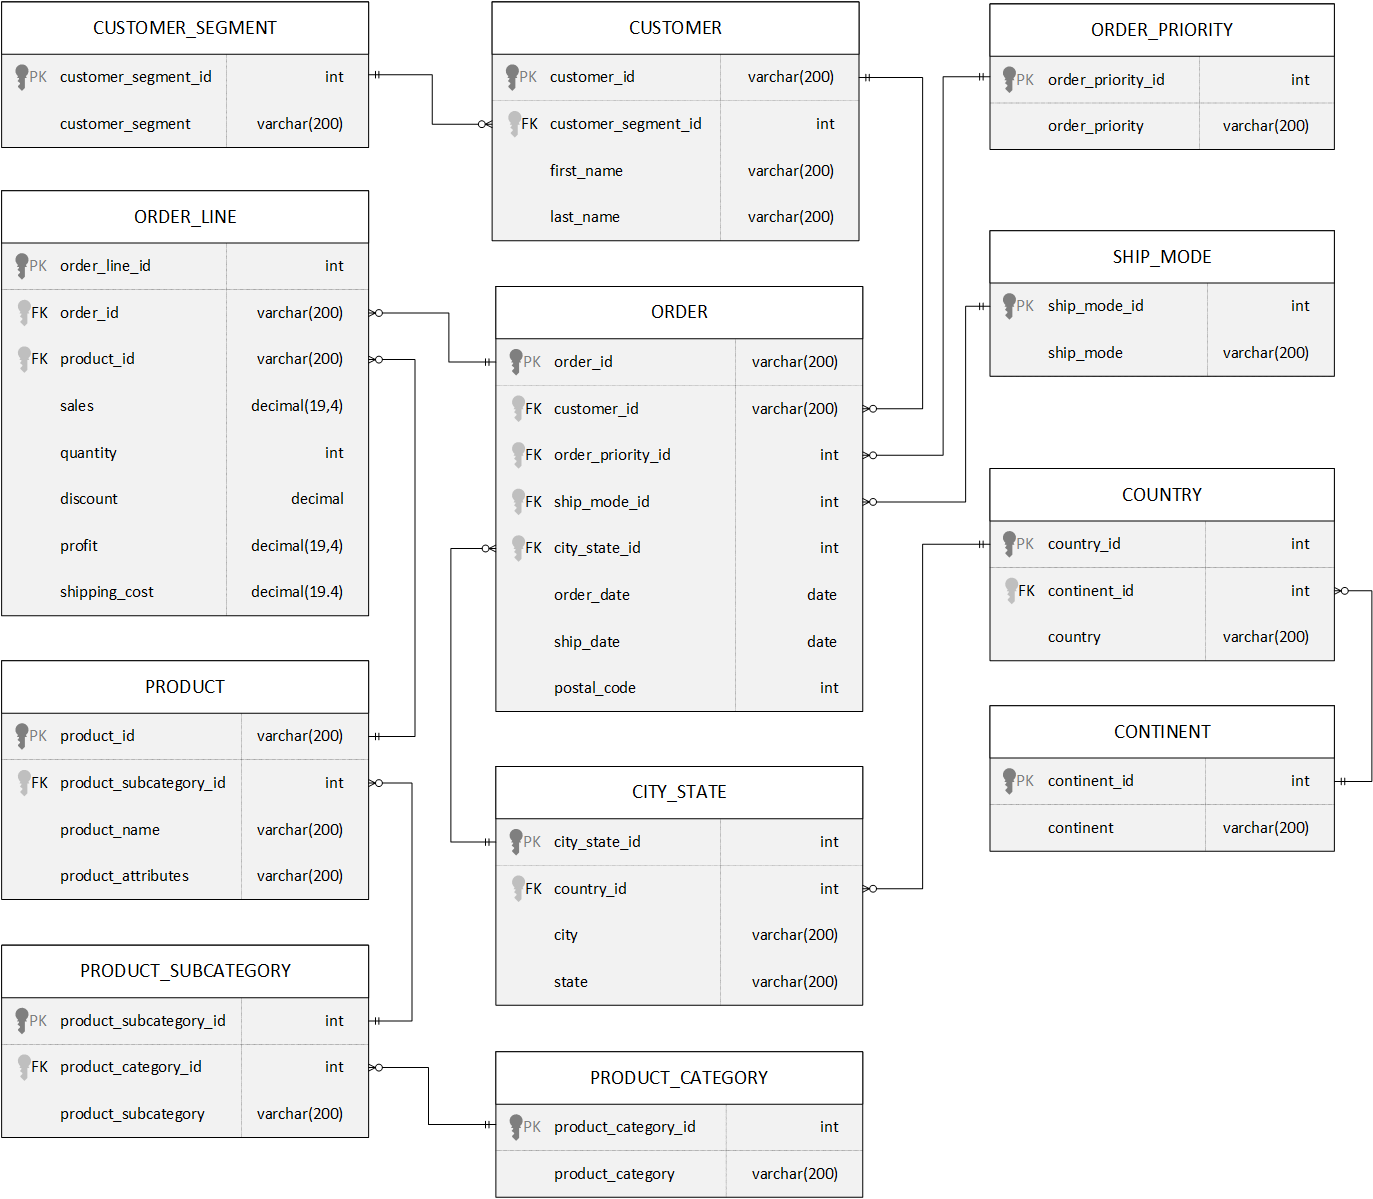 CUSTOMER_SEGMENT
PK customer_segment_id int
customer_segment varchar(200)
CUSTOMER
PK customer_id varchar(200)
FK customer_segment_id int
first_name varchar(200)
last_name varchar(200)
ORDER_PRIORITY
PK order_priority_id int
order_priority varchar(200)
ORDER_LINE
PK order_line_id int
FK order_id varchar(200)
FK product_id varchar(200)
sales decimal(19,4)
quantity int
discount decimal
profit decimal(19,4)
shipping_cost decimal(19.4)
ORDER
PK order_id varchar(200)
FK customer_id varchar(200)
FK order_priority_id int
FK ship_mode_id int
FK city_state_id int
order_date date
ship_date date
postal_code int
SHIP_MODE
PK ship_mode_id int
ship_mode varchar(200)
COUNTRY
PK country_id int
FK continent_id int
country varchar(200)
PRODUCT
PK product_id varchar(200)
FK product_subcategory_id int
product_name varchar(200)
product_attributes varchar(200)
CITY_STATE
PK city_state_id int
FK country_id int
city varchar(200)
state varchar(200)
CONTINENT
PK continent_id int
continent varchar(200)
PRODUCT_SUBCATEGORY
PK product_subcategory_id int
FK product_category_id int
product_subcategory varchar(200)
PRODUCT_CATEGORY
PK product_category_id int
product_category varchar(200)